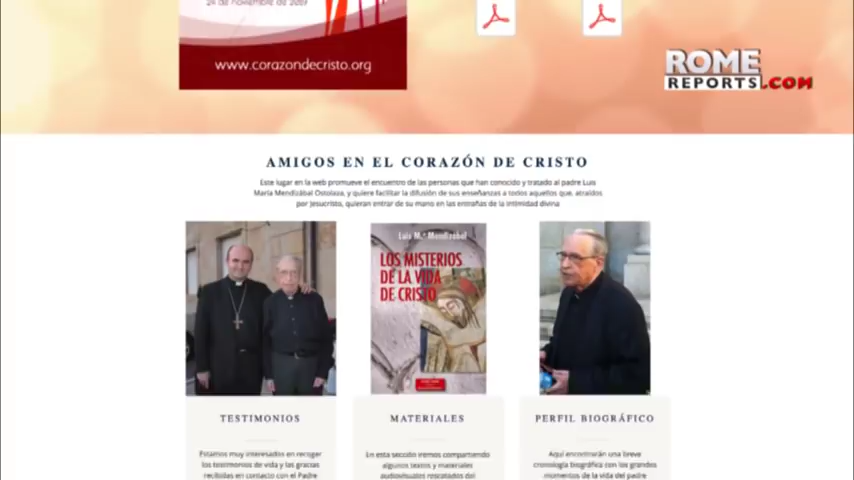 24 de noviembre de 2007
www.corazondecristo.org
ROME
REPORTS.COM
AMIGOS EN EL CORAZÓN DE CRISTO
Este lugar en la web promueve el encuentro de las personas que han conocido y tratado al padre Luis
María Mendizábal Ostolaza, y quiere facilitar la difusión de sus enseñanzas a todos aquellos que, atraídos
por Jesucristo, quieran entrar de su mano en las entrañas de la intimidad divina
Luis M.ª Mendizabal
LOS MISTERIOS
DE LA VIDA
DE CRISTO
TESTIMONIOS
MATERIALES
PERFIL BIOGRÁFICO
Estamos muy interesados en recoger
los testimonios de vida y las gracias
recibidas en contacto con el Padre
En esta sección iremos compartiendo
algunos textos y materiales
audiovisuales rescatados del
Aquí encontrarán una breve
cronología biográfica con los grandes
momentos de la vida del padre